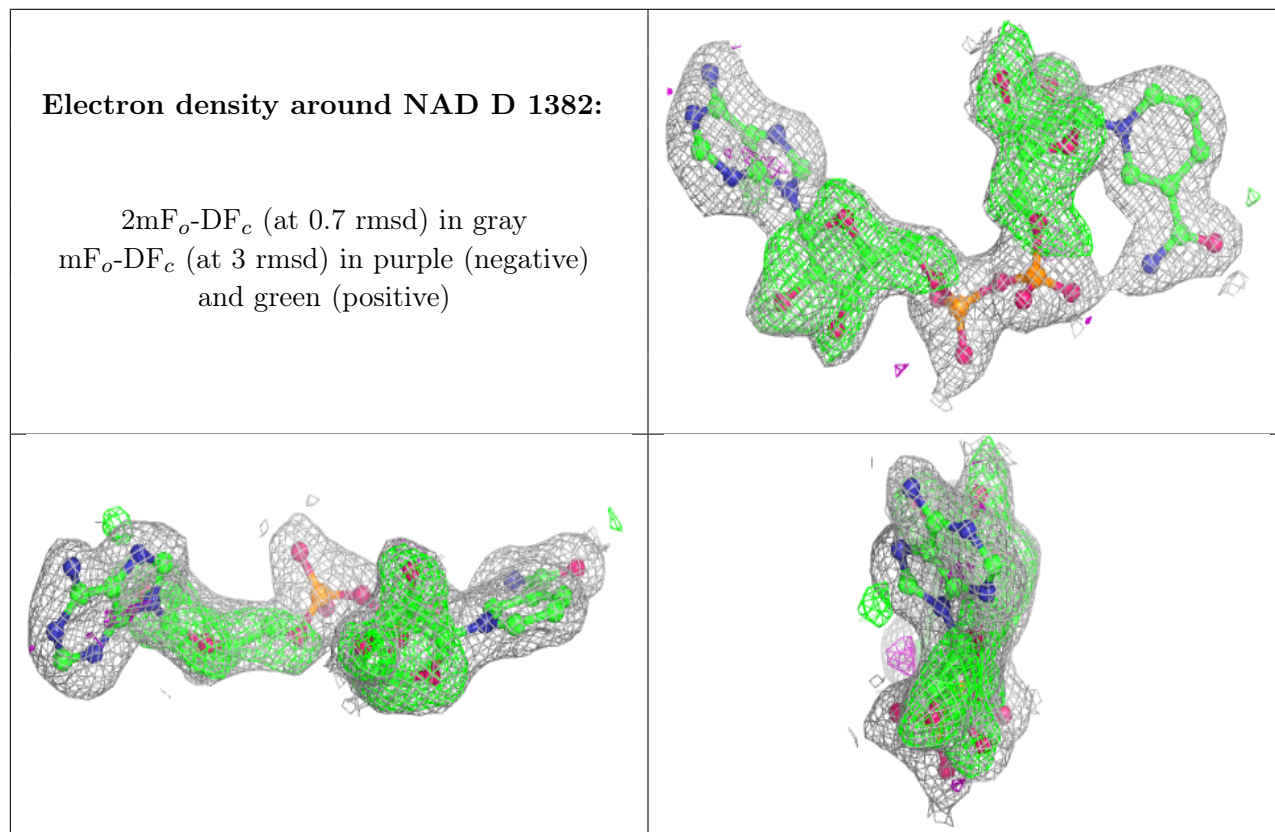 Electron density around NAD D 1382:
2mFₒ-DF𝒸 (at 0.7 rmsd) in gray
mFₒ-DF𝒸 (at 3 rmsd) in purple (negative)
and green (positive)